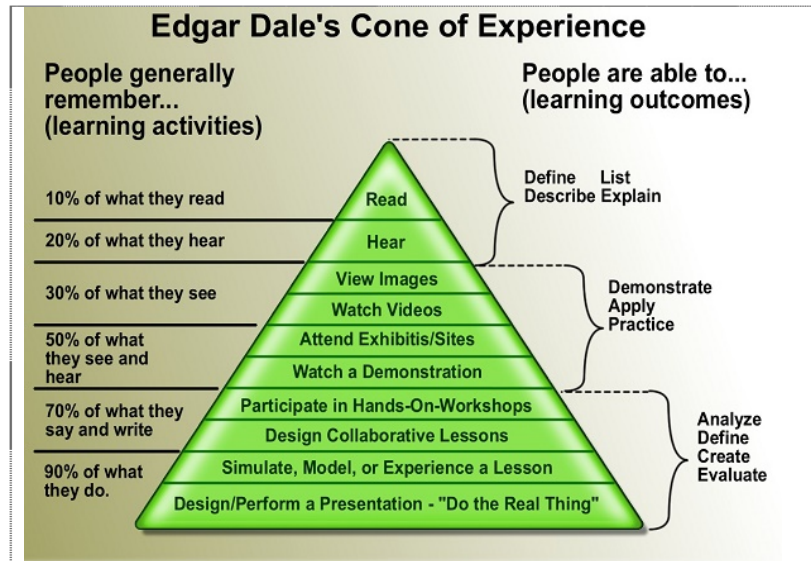 Edgar Dale's Cone of Experience
People generally
remember...
(learning activities)
People are able to...
(learning outcomes)
10% of what they read
20% of what they hear
30% of what they see
50% of what
they see and
hear
70% of what they
say and write
90% of what
they do.
Read
Hear
View Images
Watch Videos
Attend Exhibitis/Sites
Watch a Demonstration
Participate in Hands-On-Workshops
Design Collaborative Lessons
Simulate, Model, or Experience a Lesson
Design/Perform a Presentation - "Do the Real Thing"
Define List
Describe Explain
Demonstrate
Apply
Practice
Analyze
Define
Create
Evaluate